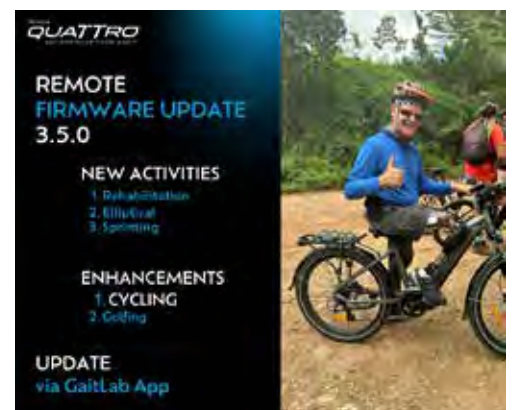 QUATTRO
REMOTE
FIRMWARE UPDATE
3.5.0
NEW ACTIVITIES
1. Rehabilitation
2. Elliptical
3. Sprinting
ENHANCEMENTS
1. CYCLING
2. Golfing
UPDATE
via GaitLab App